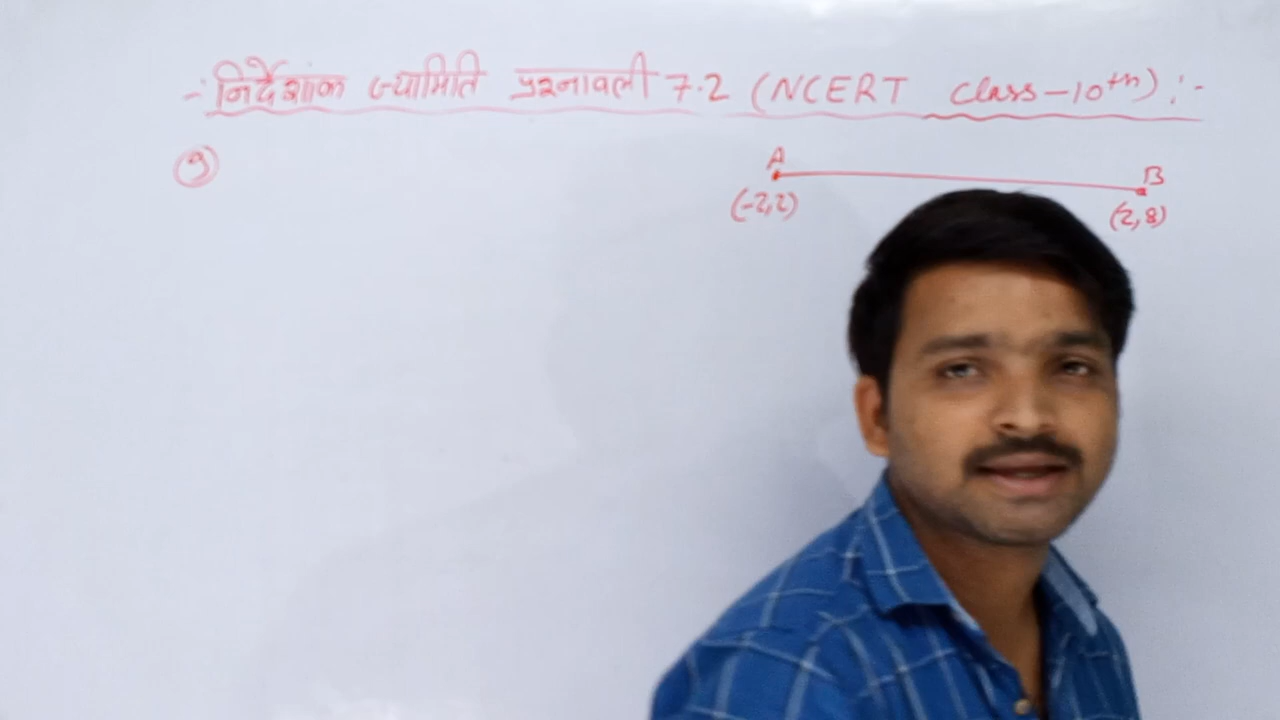 :- निर्देशांक ज्यामिति प्रश्नावली 7.2 (NCERT Class-10th) :-
9 A B
(-2,2) (2,8)